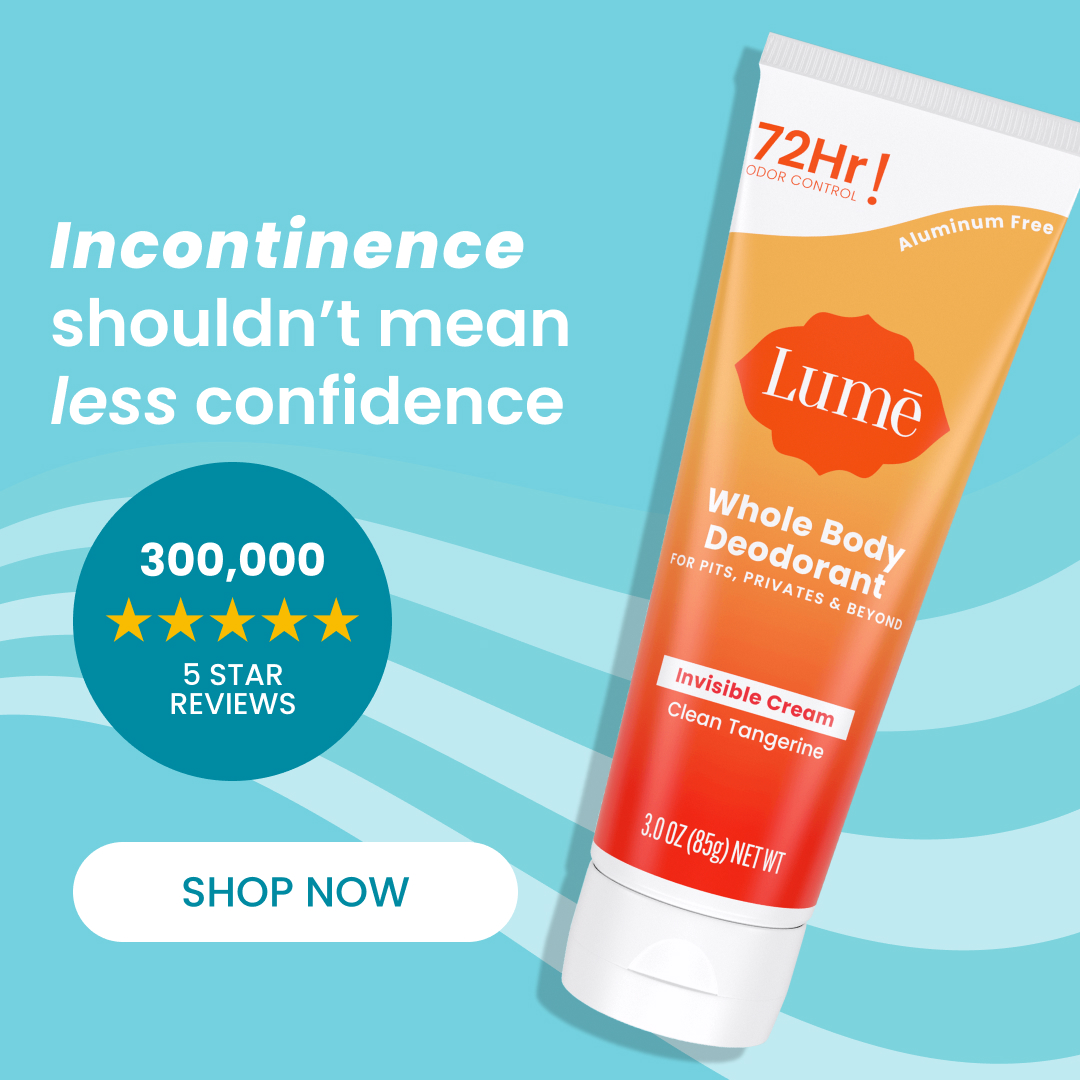 Incontinence
shouldn't mean
less confidence
300,000
5 STAR
REVIEWS
SHOP NOW
72Hr!
ODOR CONTROL
Aluminum Free
Lumē
Whole Body
Deodorant
FOR PITS, PRIVATES & BEYOND
Invisible Cream
Clean Tangerine
3.0 OZ (85g) NET WT